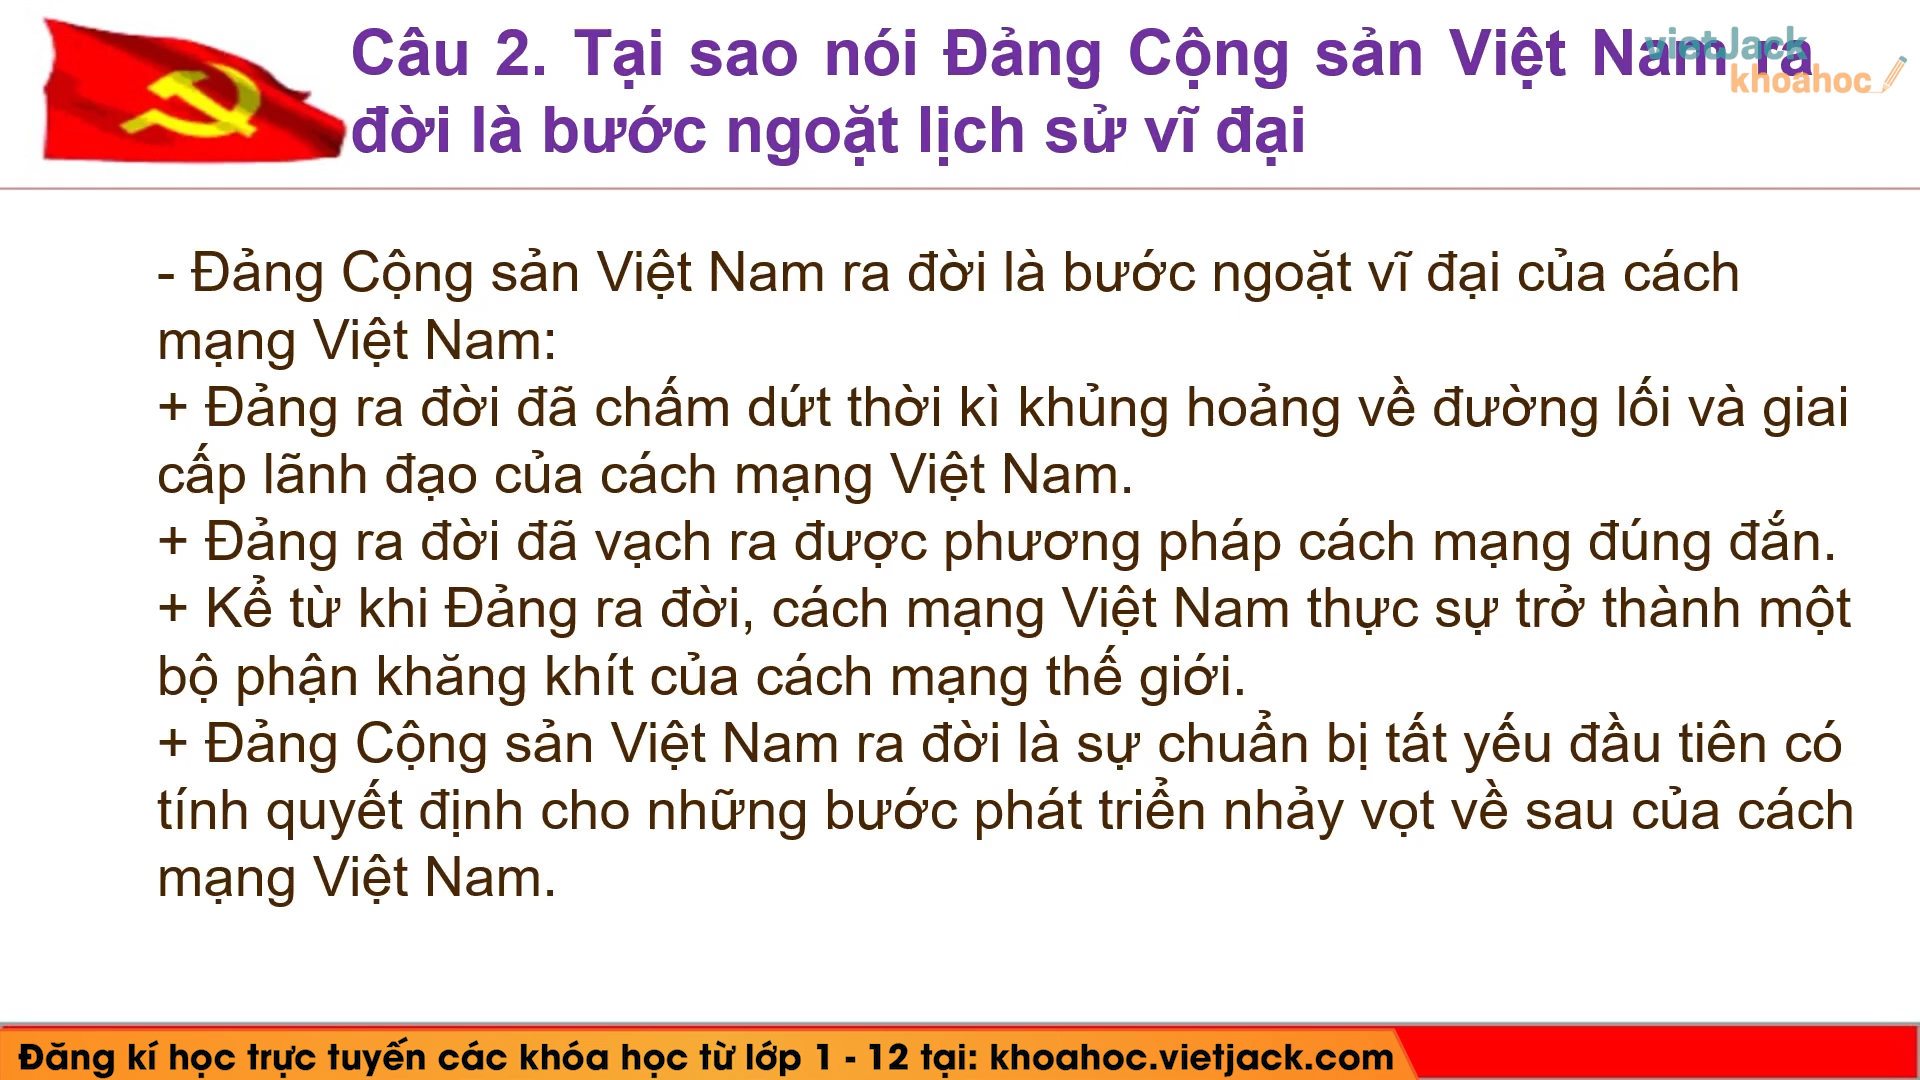 Câu 2. Tại sao nói Đảng Cộng sản Việt Nam ra
đời là bước ngoặt lịch sử vĩ đại
vietJack
khoahoc
- Đảng Cộng sản Việt Nam ra đời là bước ngoặt vĩ đại của cách
mạng Việt Nam:
+ Đảng ra đời đã chấm dứt thời kì khủng hoảng về đường lối và giai
cấp lãnh đạo của cách mạng Việt Nam.
+ Đảng ra đời đã vạch ra được phương pháp cách mạng đúng đắn.
+ Kể từ khi Đảng ra đời, cách mạng Việt Nam thực sự trở thành một
bộ phận khăng khít của cách mạng thế giới.
+ Đảng Cộng sản Việt Nam ra đời là sự chuẩn bị tất yếu đầu tiên có
tính quyết định cho những bước phát triển nhảy vọt về sau của cách
mạng Việt Nam.
Đăng kí học trực tuyến các khóa học từ lớp 1 - 12 tại: khoahoc.vietjack.com